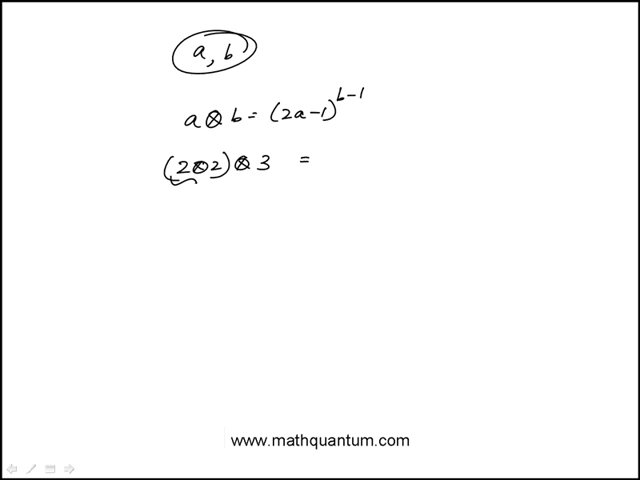 a, b
a ⊗ b = (2a-1)^{b-1}
(2⊗2)⊗3 =
www.mathquantum.com